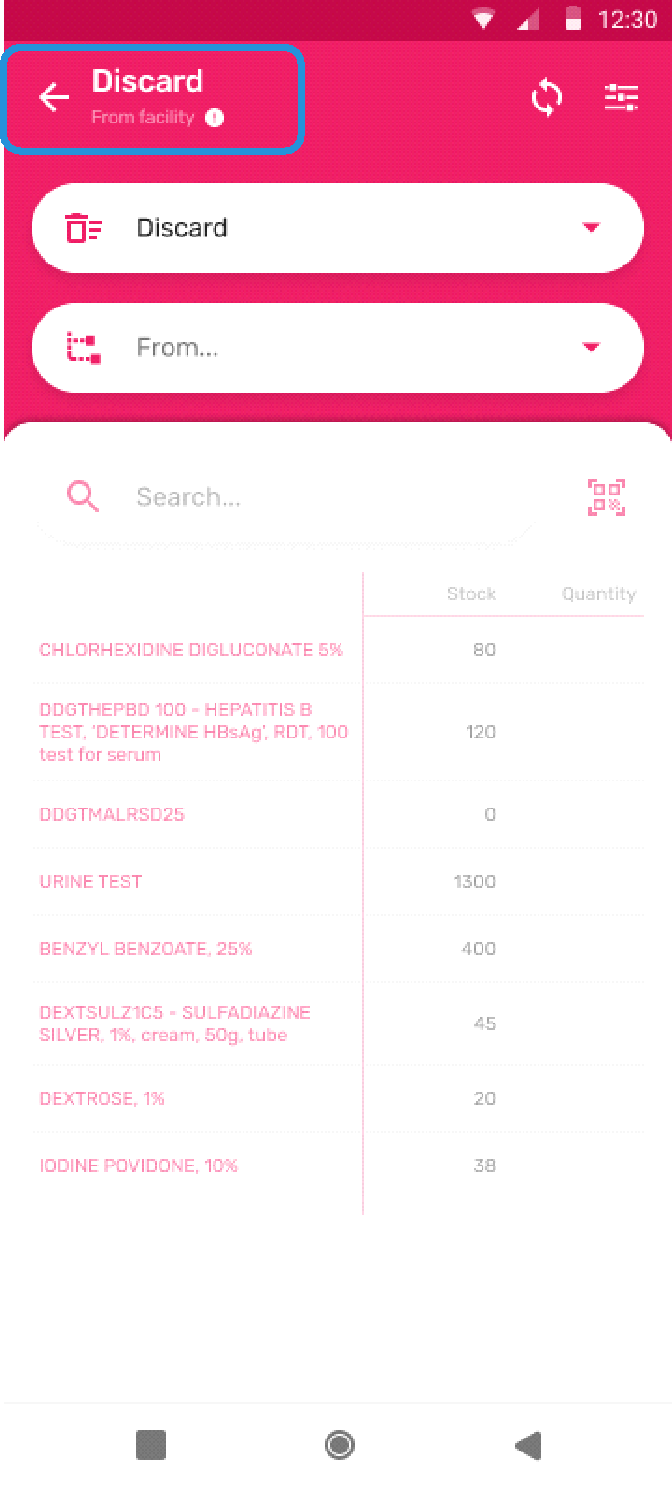 12:30
Discard
From facility
Discard
From...
Search...
Stock Quantity
CHLORHEXIDINE DIGLUCONATE 5% 80
DDGTHEPBD 100 - HEPATITIS B
TEST, 'DETERMINE HBsAg', RDT, 100 120
test for serum
DDGTMALRSD25 0
URINE TEST 1300
BENZYL BENZOATE, 25% 400
DEXTSULZ1C5 - SULFADIAZINE
SILVER, 1%, cream, 50g, tube 45
DEXTROSE, 1% 20
IODINE POVIDONE, 10% 38